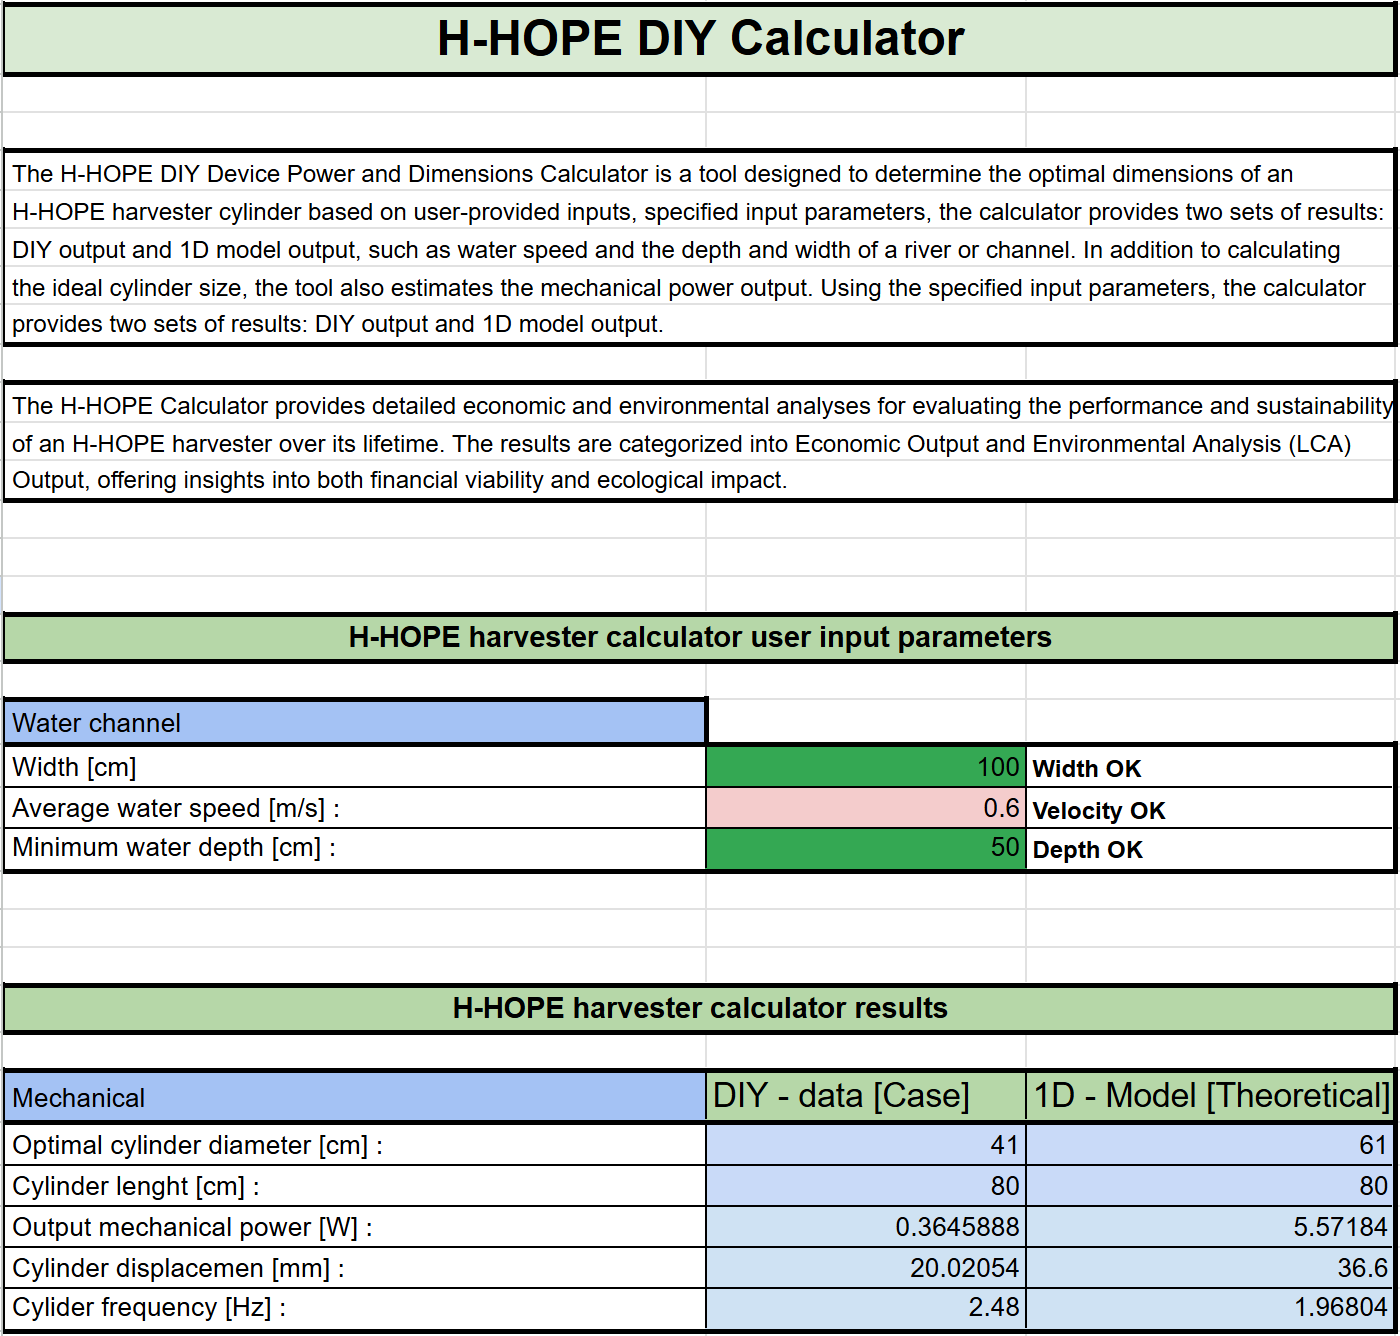 H-HOPE DIY Calculator
The H-HOPE DIY Device Power and Dimensions Calculator is a tool designed to determine the optimal dimensions of an
H-HOPE harvester cylinder based on user-provided inputs, specified input parameters, the calculator provides two sets of results:
DIY output and 1D model output, such as water speed and the depth and width of a river or channel. In addition to calculating
the ideal cylinder size, the tool also estimates the mechanical power output. Using the specified input parameters, the calculator
provides two sets of results: DIY output and 1D model output.
The H-HOPE Calculator provides detailed economic and environmental analyses for evaluating the performance and sustainability
of an H-HOPE harvester over its lifetime. The results are categorized into Economic Output and Environmental Analysis (LCA)
Output, offering insights into both financial viability and ecological impact.
H-HOPE harvester calculator user input parameters
Water channel
Width [cm] 100 Width OK
Average water speed [m/s] : 0.6 Velocity OK
Minimum water depth [cm] : 50 Depth OK
H-HOPE harvester calculator results
Mechanical DIY - data [Case] 1D - Model [Theoretical]
Optimal cylinder diameter [cm] : 41 61
Cylinder lenght [cm] : 80 80
Output mechanical power [W] : 0.3645888 5.57184
Cylinder displacemen [mm] : 20.02054 36.6
Cylider frequency [Hz] : 2.48 1.96804